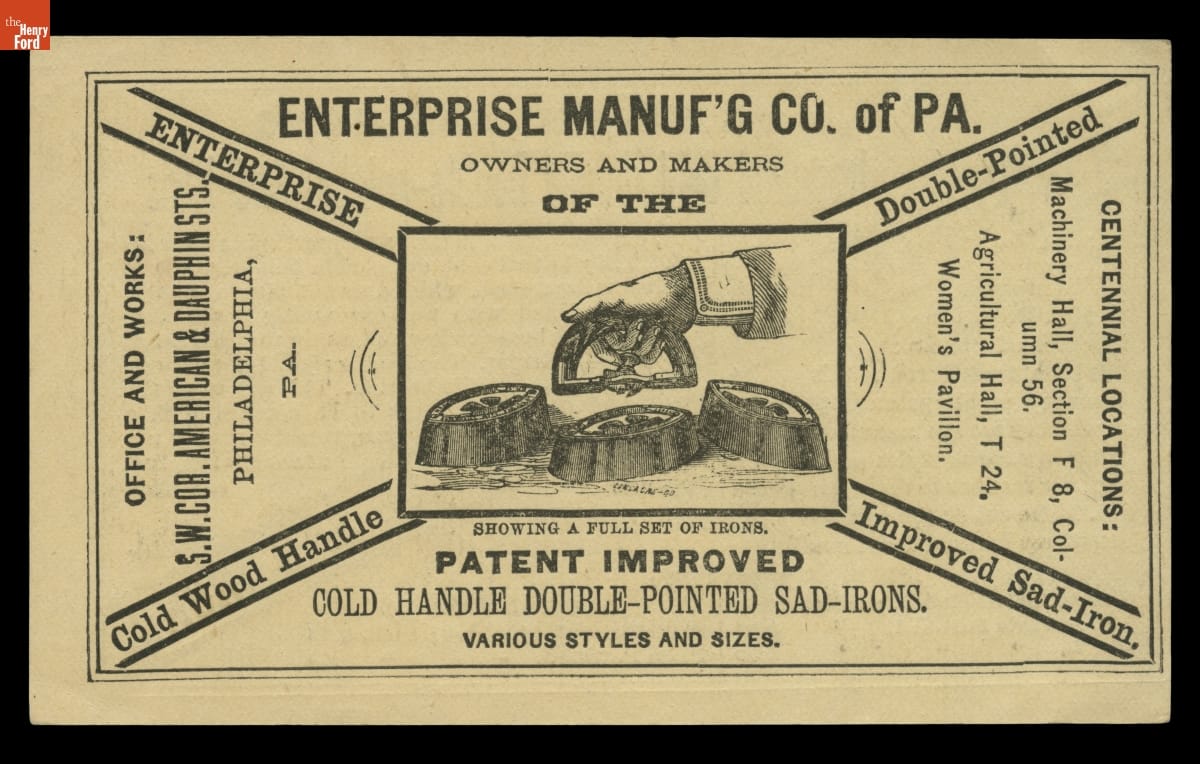 the
Henry
Ford
ENTERPRISE MANUF'G CO. of PA.
OWNERS AND MAKERS
OF THE
ENTERPRISE
Double-Pointed
OFFICE AND WORKS:
S.W. COR. AMERICAN & DAUPHIN STS.
PHILADELPHIA,
PA.
CENTENNIAL LOCATIONS:
Machinery Hall, Section F 8, Col-
umn 56.
Agricultural Hall, T 24.
Women's Pavilion.
SHOWING A FULL SET OF IRONS.
Cold Wood Handle
Improved Sad-Iron.
PATENT IMPROVED
COLD HANDLE DOUBLE-POINTED SAD-IRONS.
VARIOUS STYLES AND SIZES.